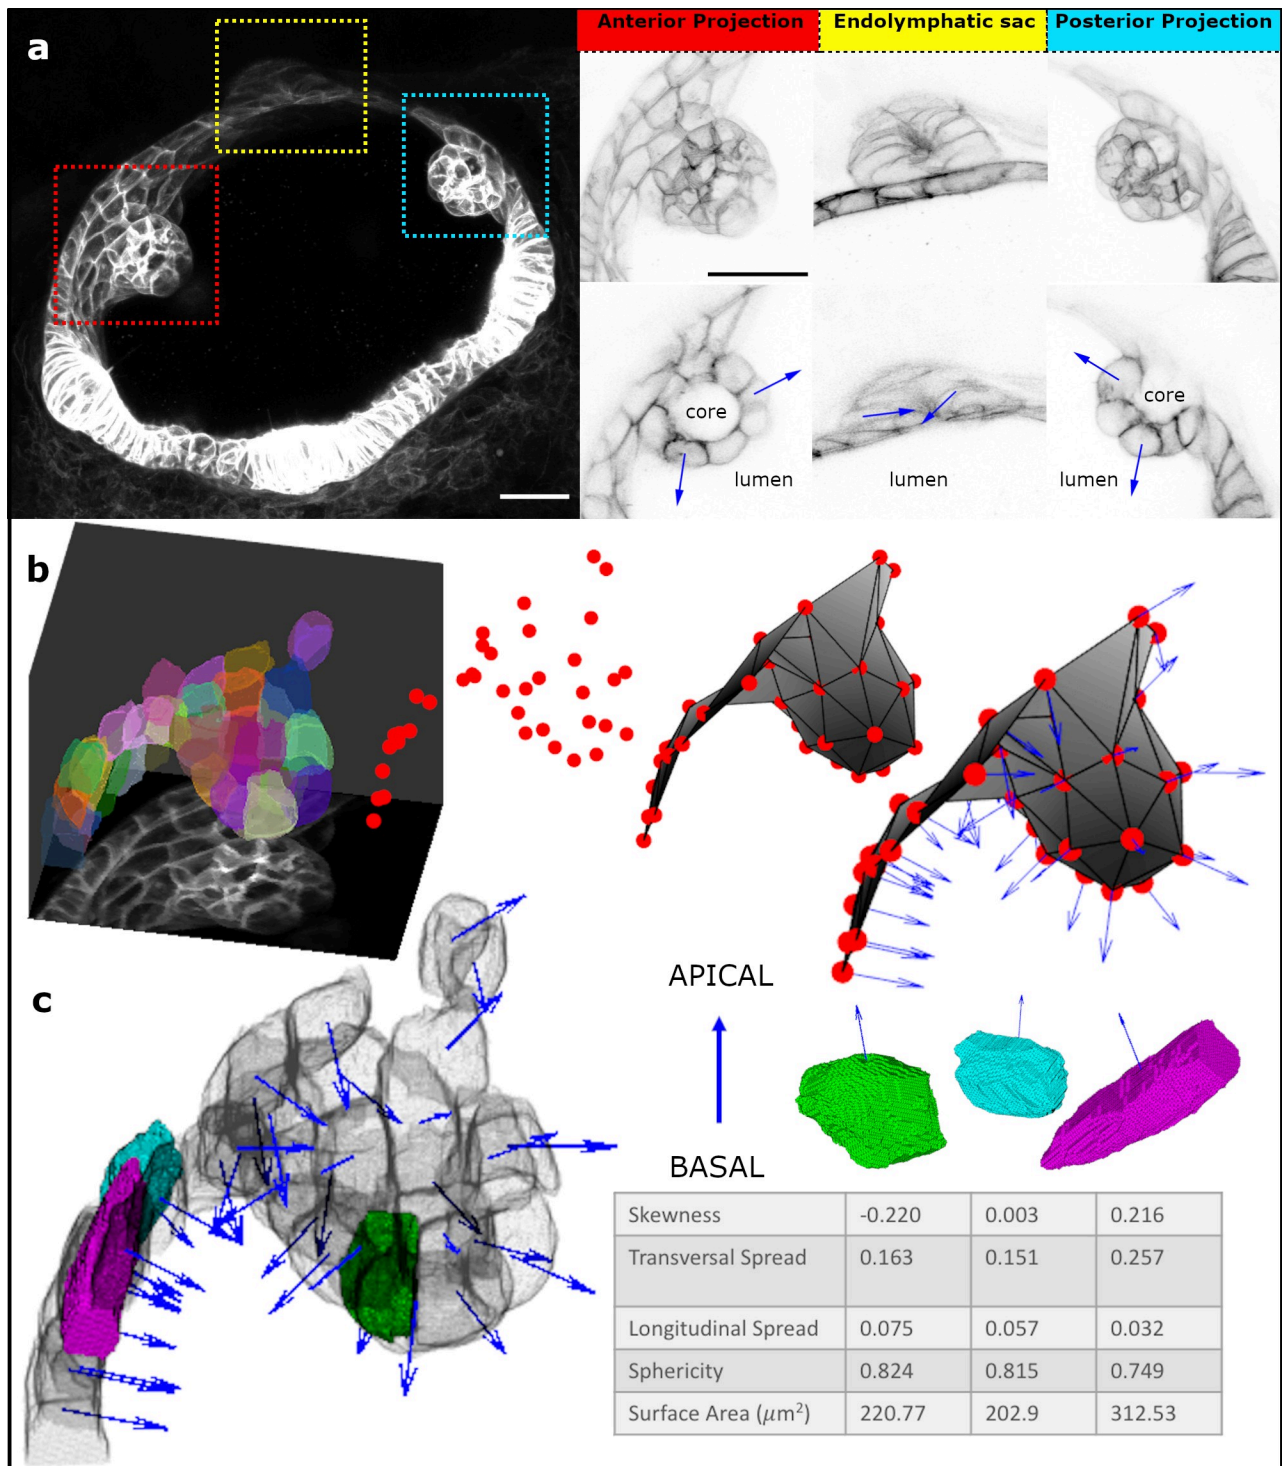 a
Anterior Projection
Endolymphatic sac
Posterior Projection
core
core
lumen
lumen
lumen
b
c
APICAL
BASAL
Skewness -0.220 0.003 0.216
Transversal Spread 0.163 0.151 0.257
Longitudinal Spread 0.075 0.057 0.032
Sphericity 0.824 0.815 0.749
Surface Area (μm²) 220.77 202.9 312.53